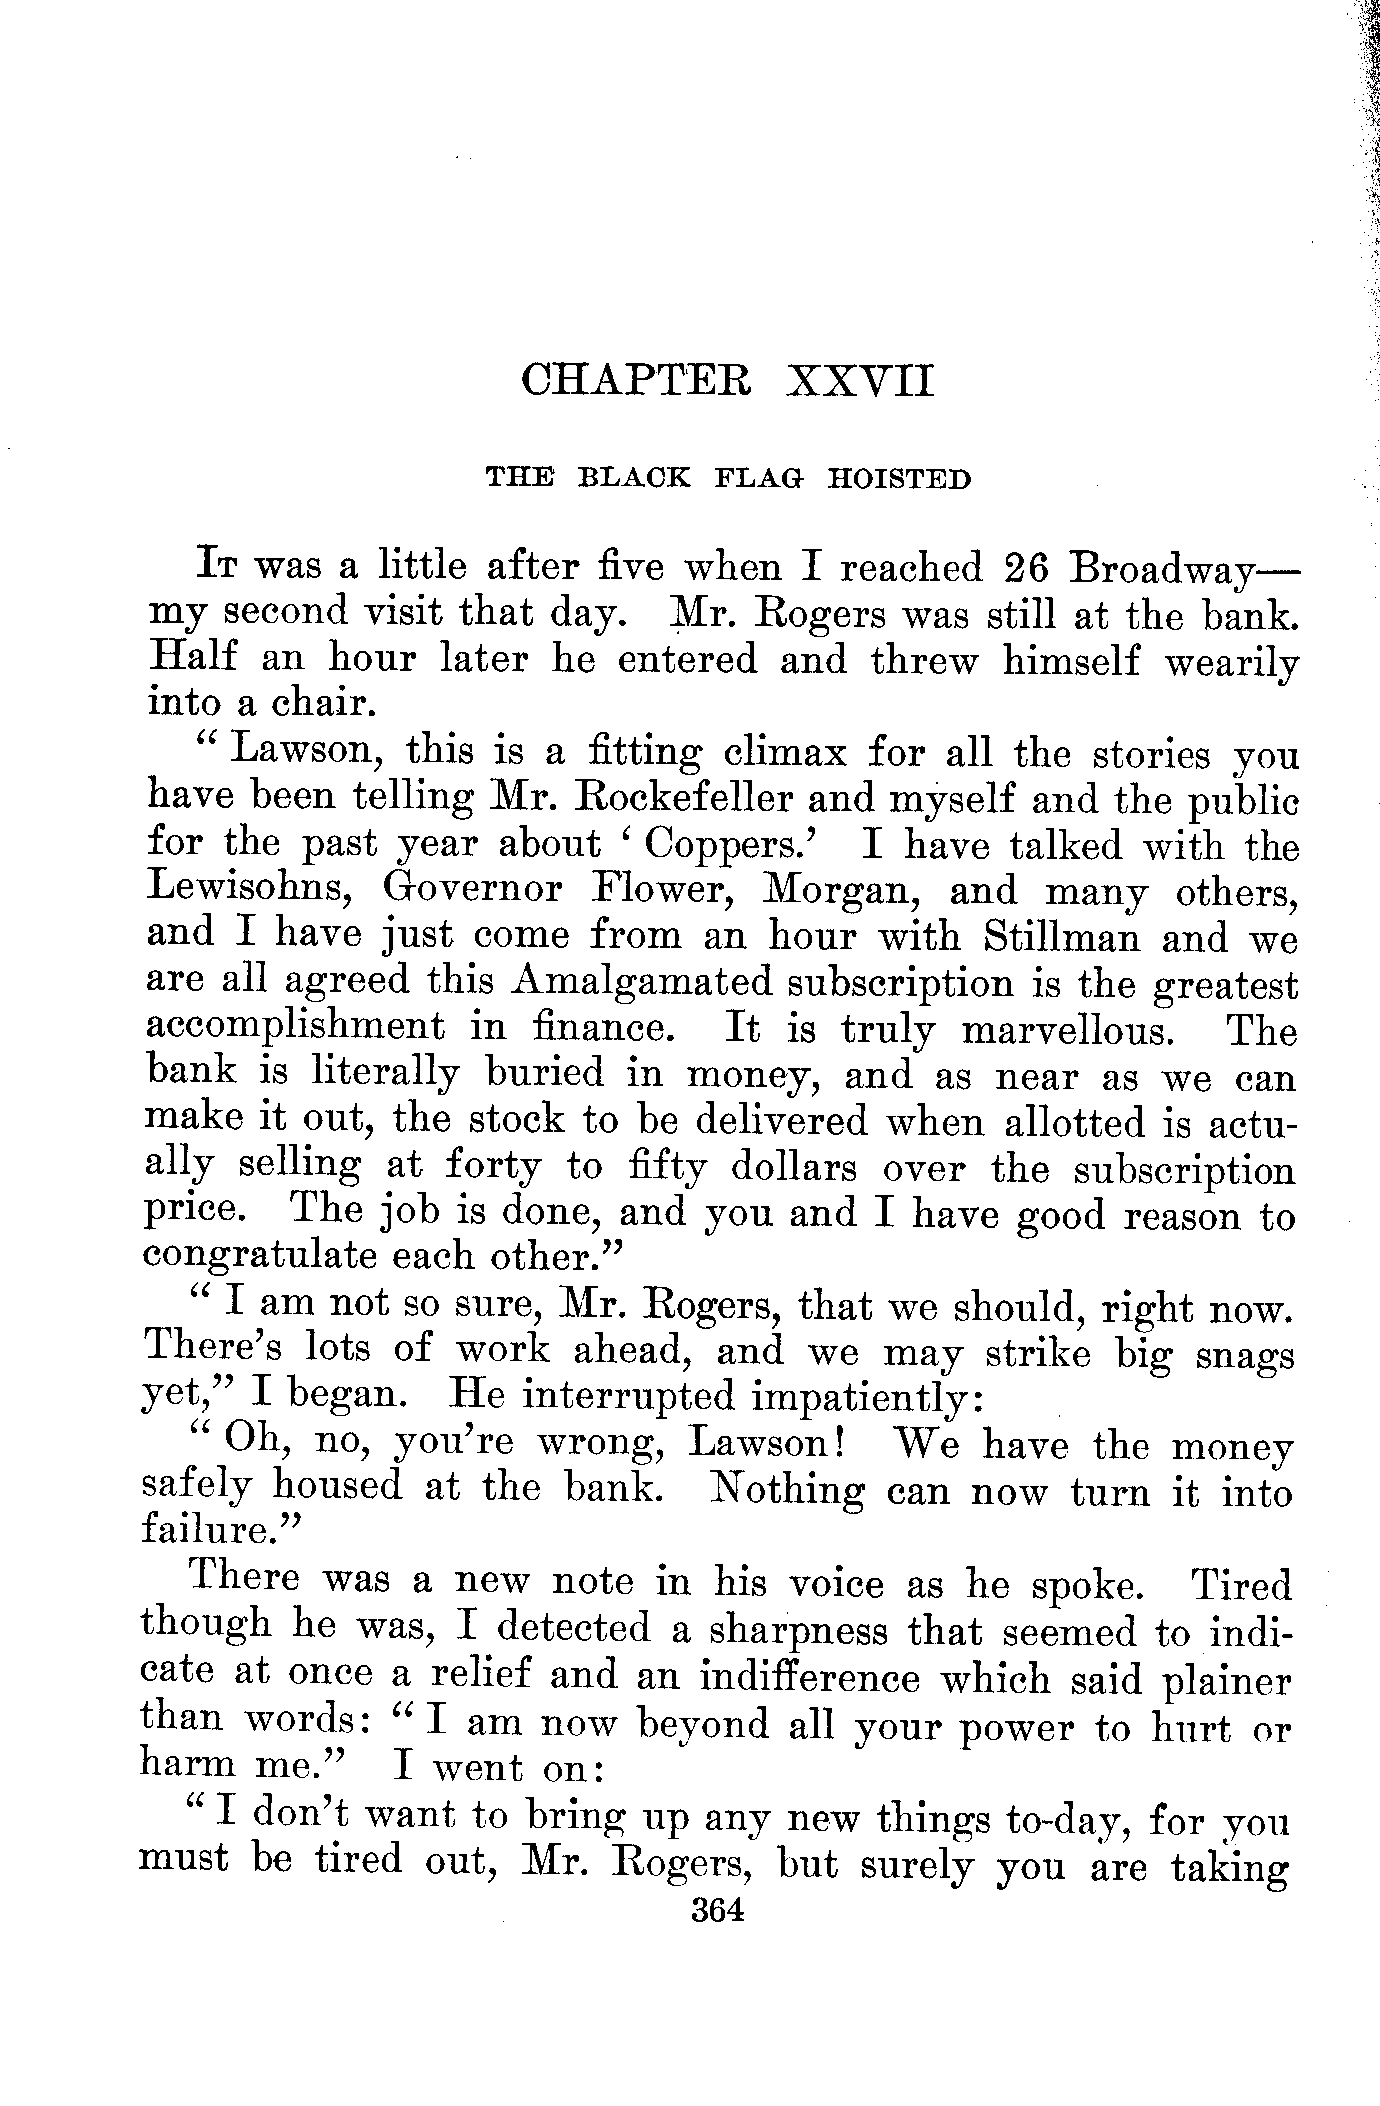 CHAPTER XXVII
THE BLACK FLAG HOISTED
IT was a little after five when I reached 26 Broadway—
my second visit that day. Mr. Rogers was still at the bank.
Half an hour later he entered and threw himself wearily
into a chair.
“ Lawson, this is a fitting climax for all the stories you
have been telling Mr. Rockefeller and myself and the public
for the past year about ‘ Coppers.’ I have talked with the
Lewisohns, Governor Flower, Morgan, and many others,
and I have just come from an hour with Stillman and we
are all agreed this Amalgamated subscription is the greatest
accomplishment in finance. It is truly marvellous. The
bank is literally buried in money, and as near as we can
make it out, the stock to be delivered when allotted is actu-
ally selling at forty to fifty dollars over the subscription
price. The job is done, and you and I have good reason to
congratulate each other.”
“ I am not so sure, Mr. Rogers, that we should, right now.
There’s lots of work ahead, and we may strike big snags
yet,” I began. He interrupted impatiently:
“ Oh, no, you’re wrong, Lawson! We have the money
safely housed at the bank. Nothing can now turn it into
failure.”
There was a new note in his voice as he spoke. Tired
though he was, I detected a sharpness that seemed to indi-
cate at once a relief and an indifference which said plainer
than words: “ I am now beyond all your power to hurt or
harm me.” I went on:
“ I don’t want to bring up any new things to-day, for you
must be tired out, Mr. Rogers, but surely you are taking
364